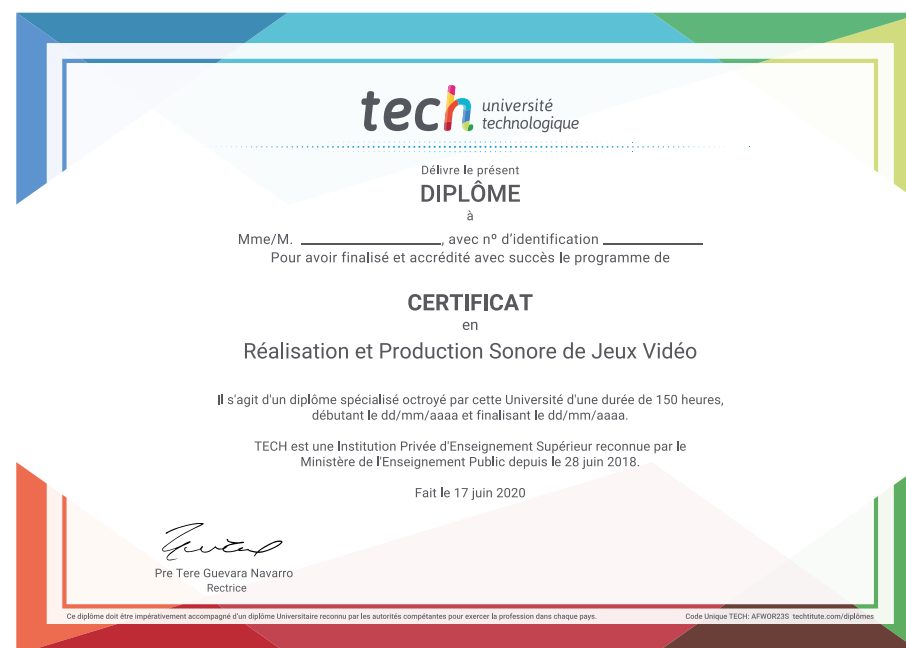 tech université
technologique
Délivre le présent
DIPLÔME
à
Mme/M. ____________________, avec nº d'identification ______________
Pour avoir finalisé et accrédité avec succès le programme de
CERTIFICAT
en
Réalisation et Production Sonore de Jeux Vidéo
Il s'agit d'un diplôme spécialisé octroyé par cette Université d'une durée de 150 heures,
débutant le dd/mm/aaaa et finalisant le dd/mm/aaaa.
TECH est une Institution Privée d'Enseignement Supérieur reconnue par le
Ministère de l'Enseignement Public depuis le 28 juin 2018.
Fait le 17 juin 2020
Pre Tere Guevara Navarro
Rectrice
Ce diplôme doit être impérativement accompagné d'un diplôme Universitaire reconnu par les autorités compétantes pour exercer la profession dans chaque pays.
Code Unique TECH: AFWOR23S techtitute.com/diplômes